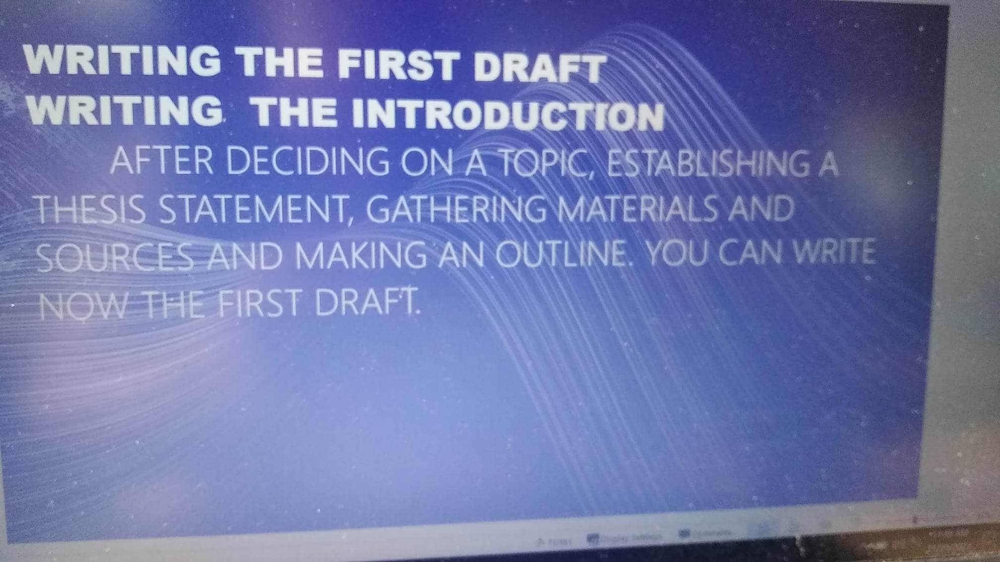 WRITING THE FIRST DRAFT
WRITING THE INTRODUCTION
AFTER DECIDING ON A TOPIC, ESTABLISHING A
THESIS STATEMENT, GATHERING MATERIALS AND
SOURCES AND MAKING AN OUTLINE. YOU CAN WRITE
NOW THE FIRST DRAFT.
Notes Display Settings Comments